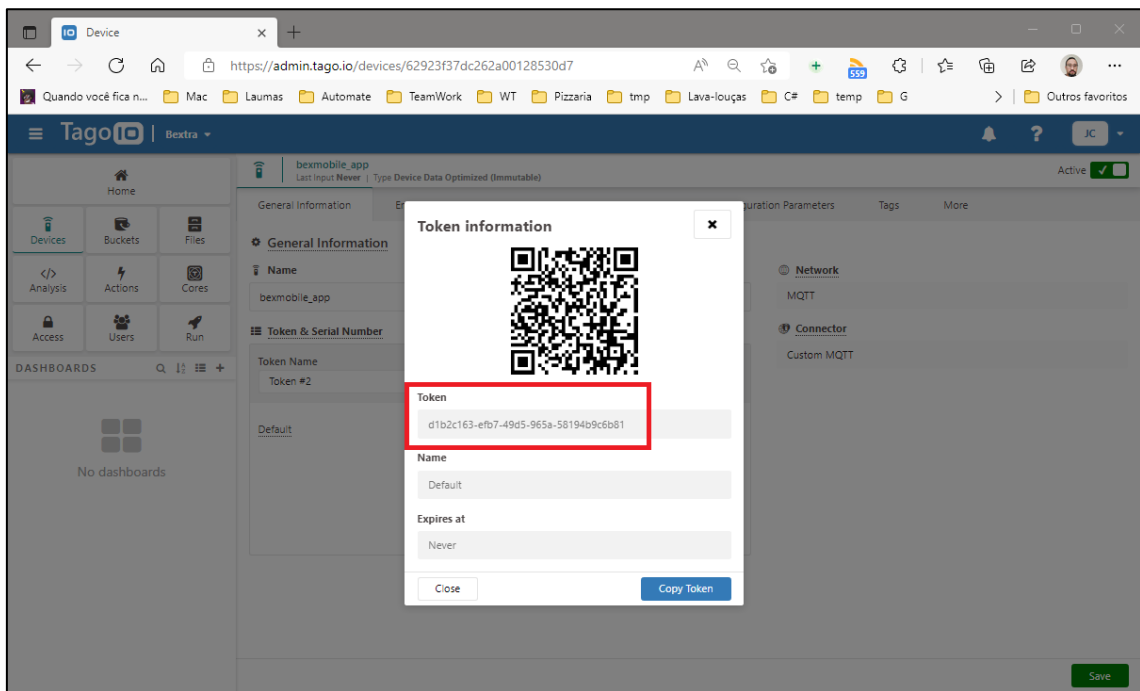 Device
https://admin.tago.io/devices/62923f37dc262a00128530d7
559
Quando você fica n... Mac Laumas Automate TeamWork WT Pizzaria tmp Lava-louças C# temp G Outros favoritos
TagoIO Bextra JC
Home
Devices Buckets Files
Analysis Actions Cores
Access Users Run
DASHBOARDS
No dashboards
bexmobile_app
Last Input Never | Type Device Data Optimized (Immutable)
Active
General Information Tags More
General Information
Name
bexmobile_app
Token & Serial Number
Token Name
Token #2
Default
Token information
Token
d1b2c163-efb7-49d5-965a-58194b9c6b81
Name
Default
Expires at
Never
Close Copy Token
Parameters
Network
MQTT
Connector
Custom MQTT
Save